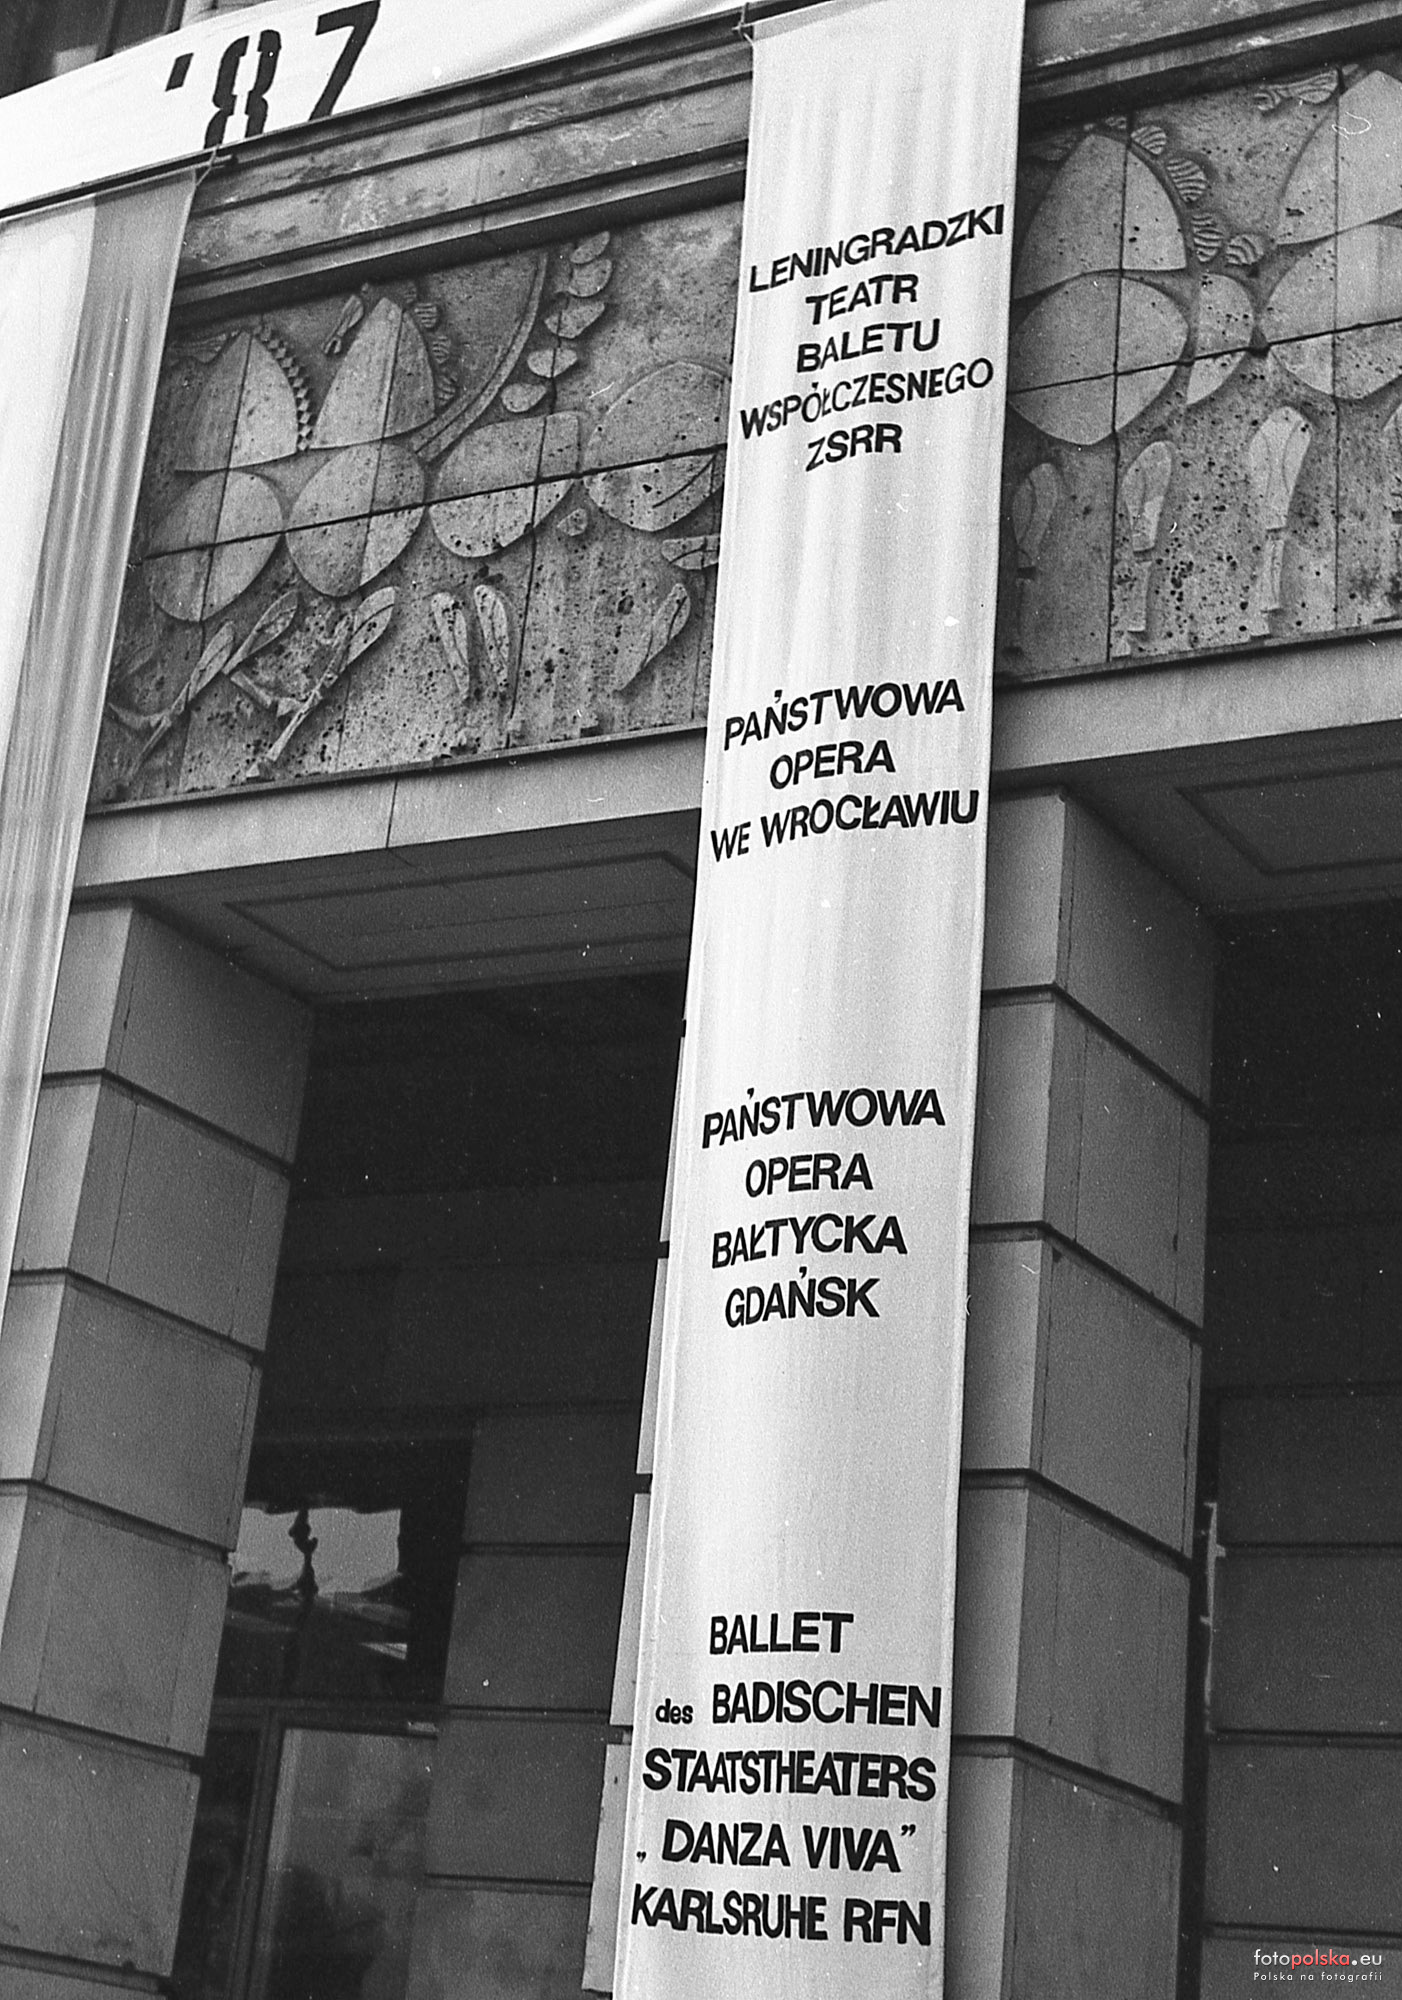 '87
LENINGRADZKI
TEATR
BALETU
WSPÓŁCZESNEGO
ZSRR
PAŃSTWOWA
OPERA
WE WROCŁAWIU
PAŃSTWOWA
OPERA
BAŁTYCKA
GDAŃSK
BALLET
des BADISCHEN
STAATSTHEATERS
„DANZA VIVA”
KARLSRUHE RFN
fotopolska.eu
Polska na fotografii